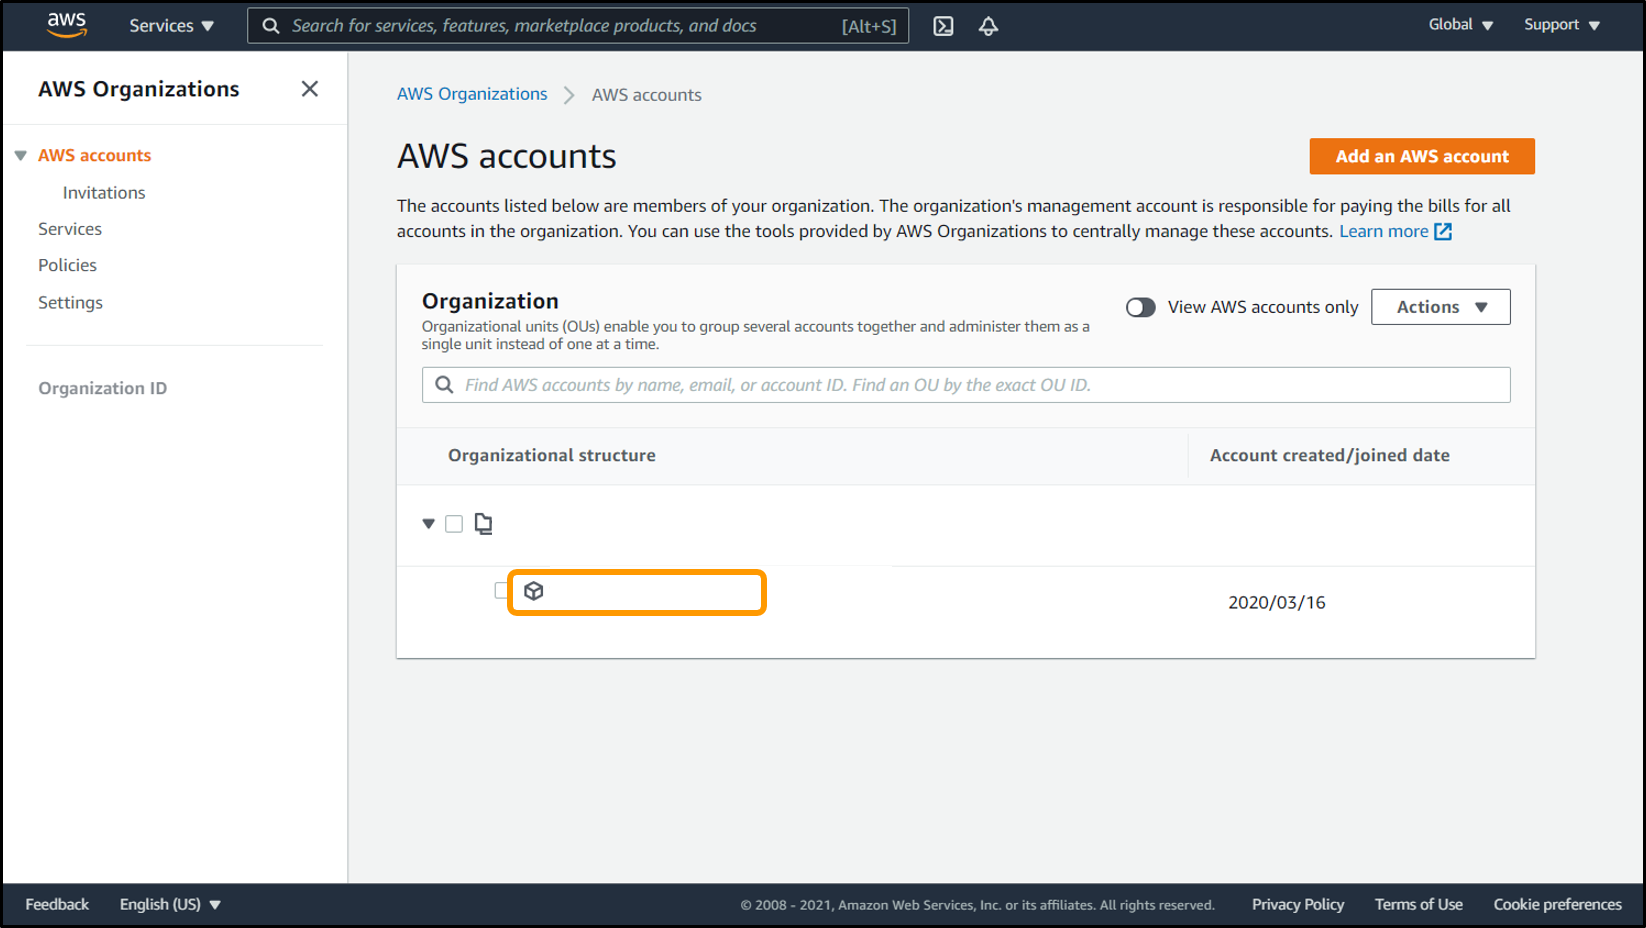 aws
Services
Search for services, features, marketplace products, and docs
[Alt+S]
Global
Support
AWS Organizations
AWS accounts
Invitations
Services
Policies
Settings
Organization ID
AWS Organizations
AWS accounts
AWS accounts
Add an AWS account
The accounts listed below are members of your organization. The organization's management account is responsible for paying the bills for all
accounts in the organization. You can use the tools provided by AWS Organizations to centrally manage these accounts. Learn more
Organization
Organizational units (OUs) enable you to group several accounts together and administer them as a
single unit instead of one at a time.
View AWS accounts only
Actions
Find AWS accounts by name, email, or account ID. Find an OU by the exact OU ID.
Organizational structure
Account created/joined date
2020/03/16
Feedback
English (US)
© 2008 - 2021, Amazon Web Services, Inc. or its affiliates. All rights reserved.
Privacy Policy
Terms of Use
Cookie preferences